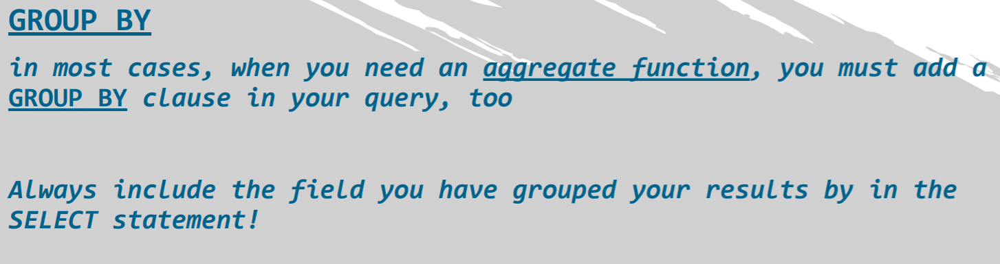 GROUP BY
in most cases, when you need an aggregate function, you must add a
GROUP BY clause in your query, too
Always include the field you have grouped your results by in the
SELECT statement!